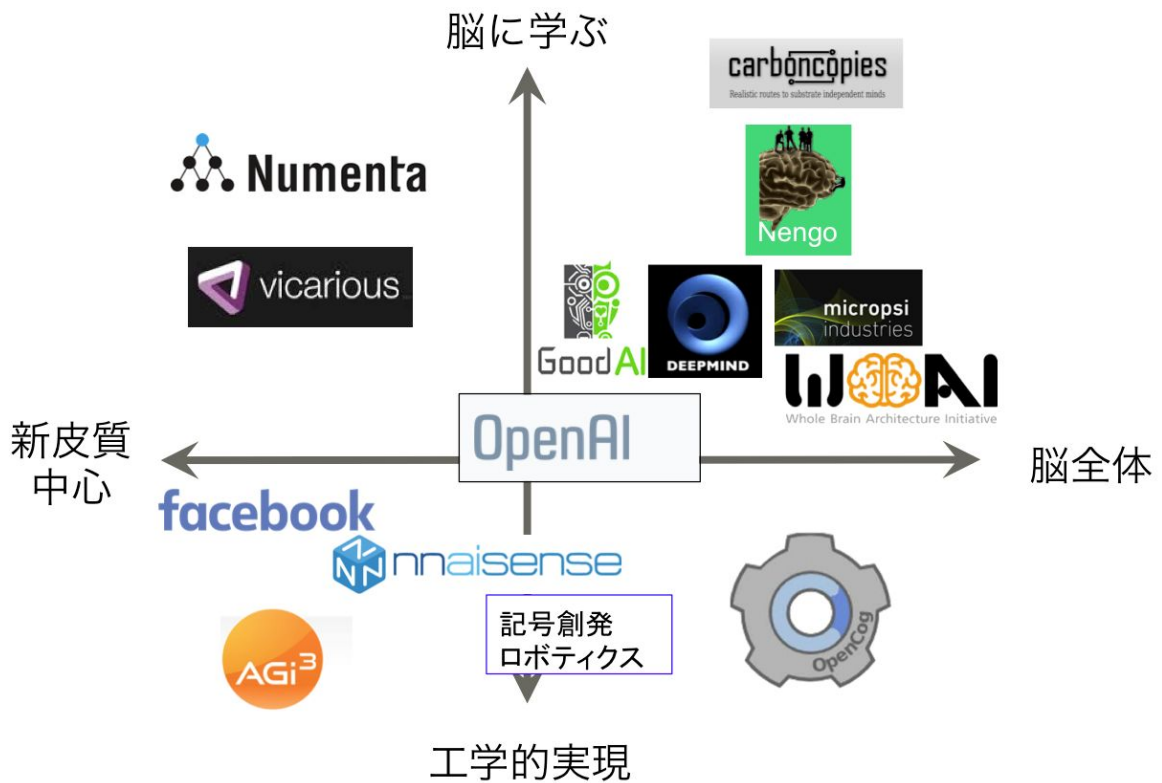 脳に学ぶ
carboncopies
Realistic routes to substrate independent minds
Numenta
Nengo
vicarious
micropsi
industries
GoodAI
DEEPMIND
WBAI
Whole Brain Architecture Initiative
OpenAI
新皮質
中心
脳全体
facebook
NNN nnaisense
OpenCog
記号創発
ロボティクス
AGi³
工学的実現